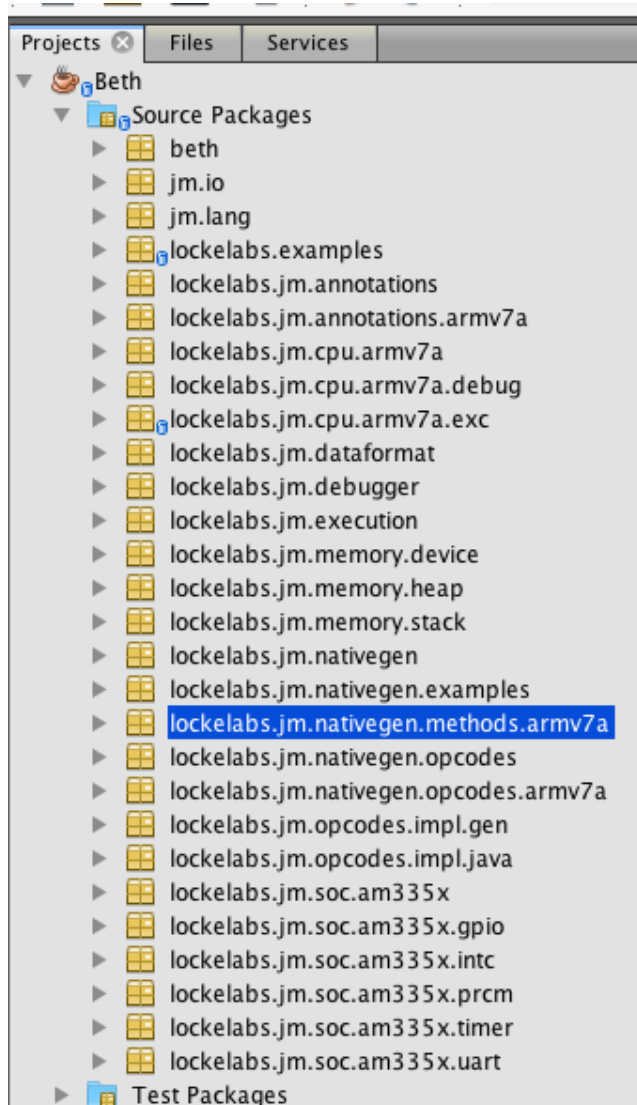 Projects Files Services
Beth
Source Packages
beth
jm.io
jm.lang
lockelabs.examples
lockelabs.jm.annotations
lockelabs.jm.annotations.armv7a
lockelabs.jm.cpu.armv7a
lockelabs.jm.cpu.armv7a.debug
lockelabs.jm.cpu.armv7a.exc
lockelabs.jm.dataformat
lockelabs.jm.debugger
lockelabs.jm.execution
lockelabs.jm.memory.device
lockelabs.jm.memory.heap
lockelabs.jm.memory.stack
lockelabs.jm.nativegen
lockelabs.jm.nativegen.examples
lockelabs.jm.nativegen.methods.armv7a
lockelabs.jm.nativegen.opcodes
lockelabs.jm.nativegen.opcodes.armv7a
lockelabs.jm.opcodes.impl.gen
lockelabs.jm.opcodes.impl.java
lockelabs.jm.soc.am335x
lockelabs.jm.soc.am335x.gpio
lockelabs.jm.soc.am335x.intc
lockelabs.jm.soc.am335x.prcm
lockelabs.jm.soc.am335x.timer
lockelabs.jm.soc.am335x.uart
Test Packages